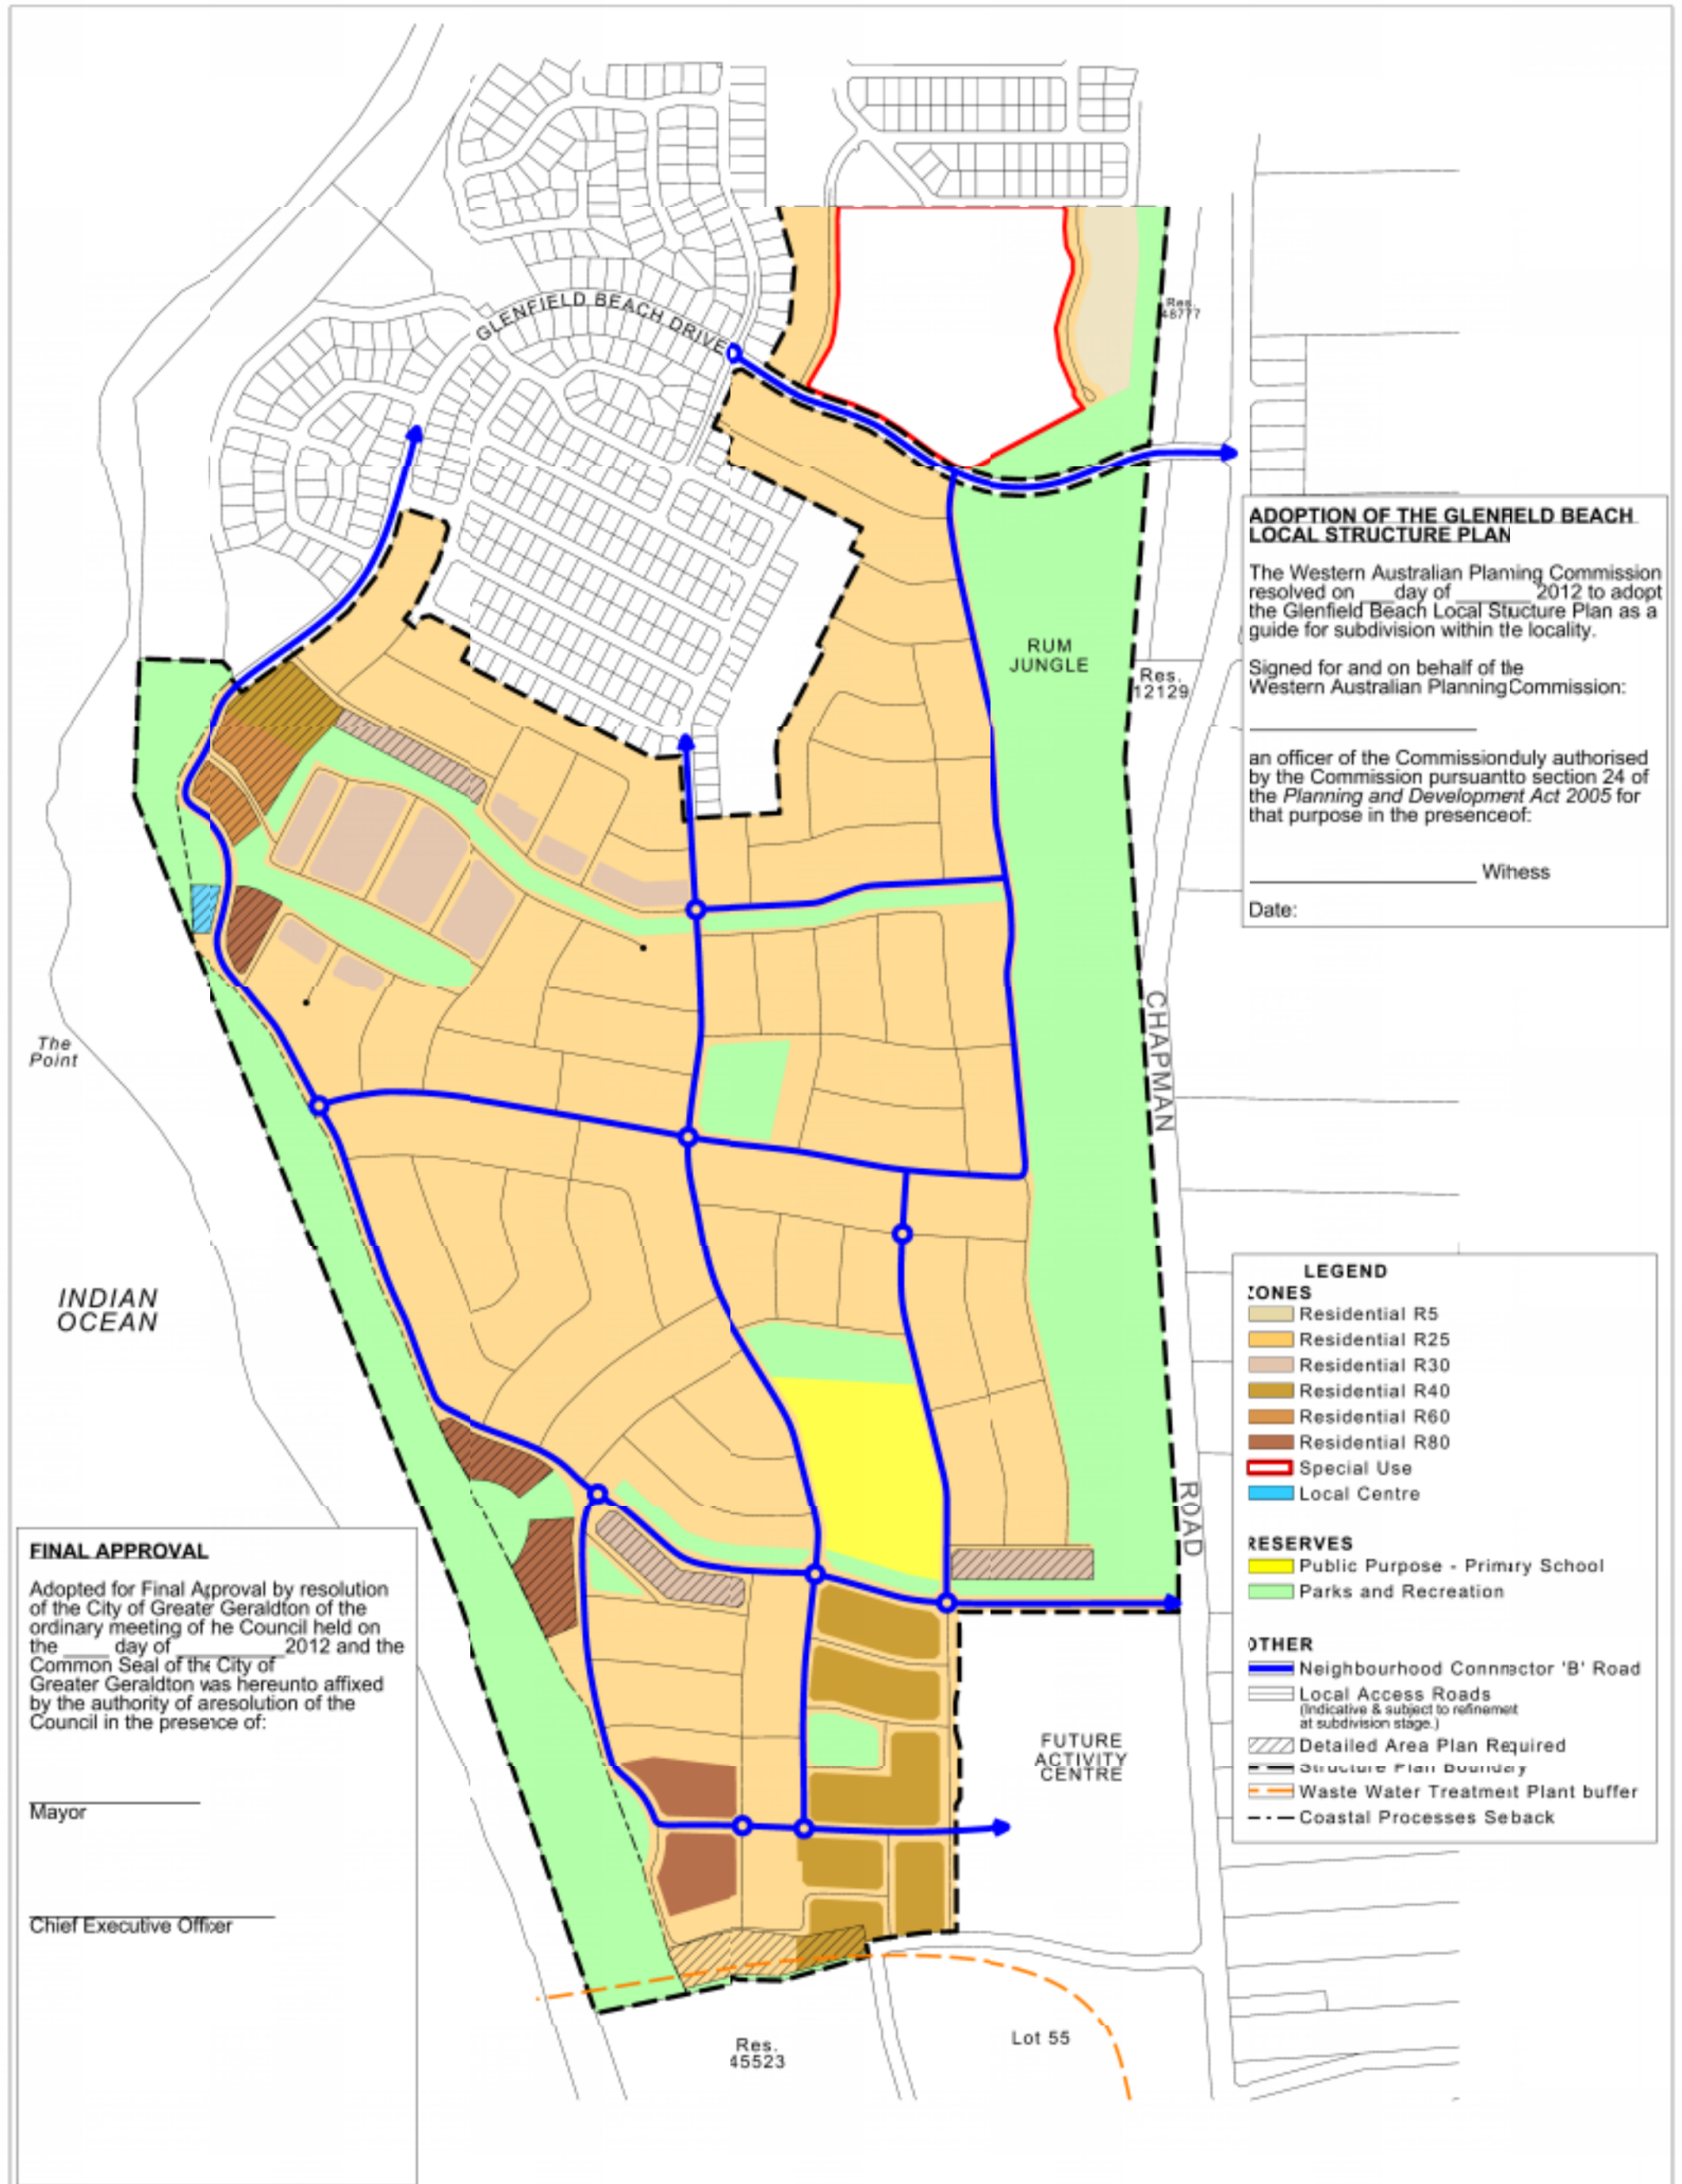 GLENFIELD BEACH DRIVE
Res.
48777
ADOPTION OF THE GLENFIELD BEACH
LOCAL STRUCTURE PLAN
The Western Australian Planning Commission
resolved on ___day of _______ 2012 to adopt
the Glenfield Beach Local Stucture Plan as a
guide for subdivision within the locality.
Signed for and on behalf of the
Western Australian Planning Commission:
an officer of the Commission duly authorised
by the Commission pursuant to section 24 of
the Planning and Development Act 2005 for
that purpose in the presence of:
Witness
Date:
RUM
JUNGLE
Res.
12129
CHAPMAN
ROAD
The
Point
INDIAN
OCEAN
LEGEND
ZONES
Residential R5
Residential R25
Residential R30
Residential R40
Residential R60
Residential R80
Special Use
Local Centre
RESERVES
Public Purpose - Primary School
Parks and Recreation
OTHER
Neighbourhood Connnector 'B' Road
Local Access Roads
(Indicative & subject to refinement
at subdivision stage.)
Detailed Area Plan Required
Structure Plan Boundary
Waste Water Treatment Plant buffer
Coastal Processes Setback
FINAL APPROVAL
Adopted for Final Approval by resolution
of the City of Greater Geraldton of the
ordinary meeting of he Council held on
the ____ day of __________ 2012 and the
Common Seal of the City of
Greater Geraldton was hereunto affixed
by the authority of a resolution of the
Council in the presence of:
Mayor
Chief Executive Officer
FUTURE
ACTIVITY
CENTRE
Res.
45523
Lot 55